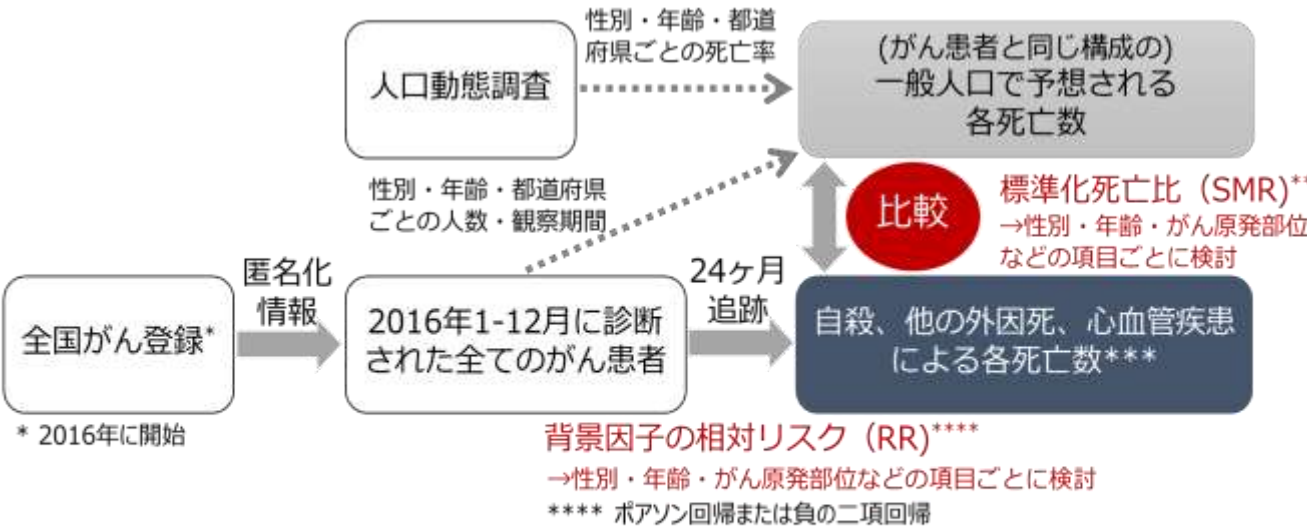 性別・年齢・都道
府県ごとの死亡率
人口動態調査
(がん患者と同じ構成の)
一般人口で予想される
各死亡数
性別・年齢・都道府県
ごとの人数・観察期間
比較
標準化死亡比（SMR)**
→性別・年齢・がん原発部位
などの項目ごとに検討
全国がん登録*
匿名化
情報
2016年1-12月に診断
された全てのがん患者
24ヶ月
追跡
自殺、他の外因死、心血管疾患
による各死亡数***
* 2016年に開始
背景因子の相対リスク（RR)****
→性別・年齢・がん原発部位などの項目ごとに検討
**** ポアソン回帰または負の二項回帰